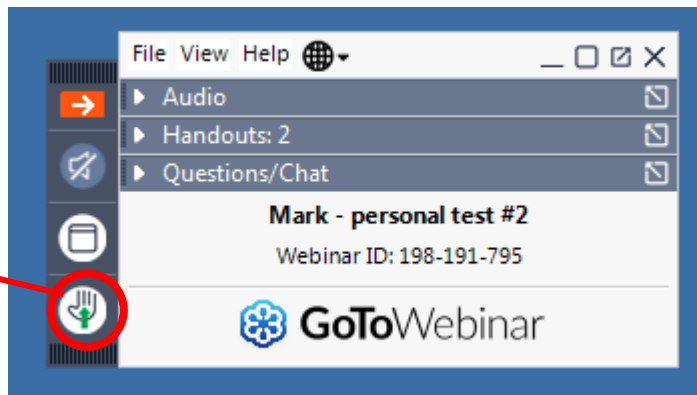 File View Help
Audio
Handouts: 2
Questions/Chat
Mark - personal test #2
Webinar ID: 198-191-795
GoToWebinar